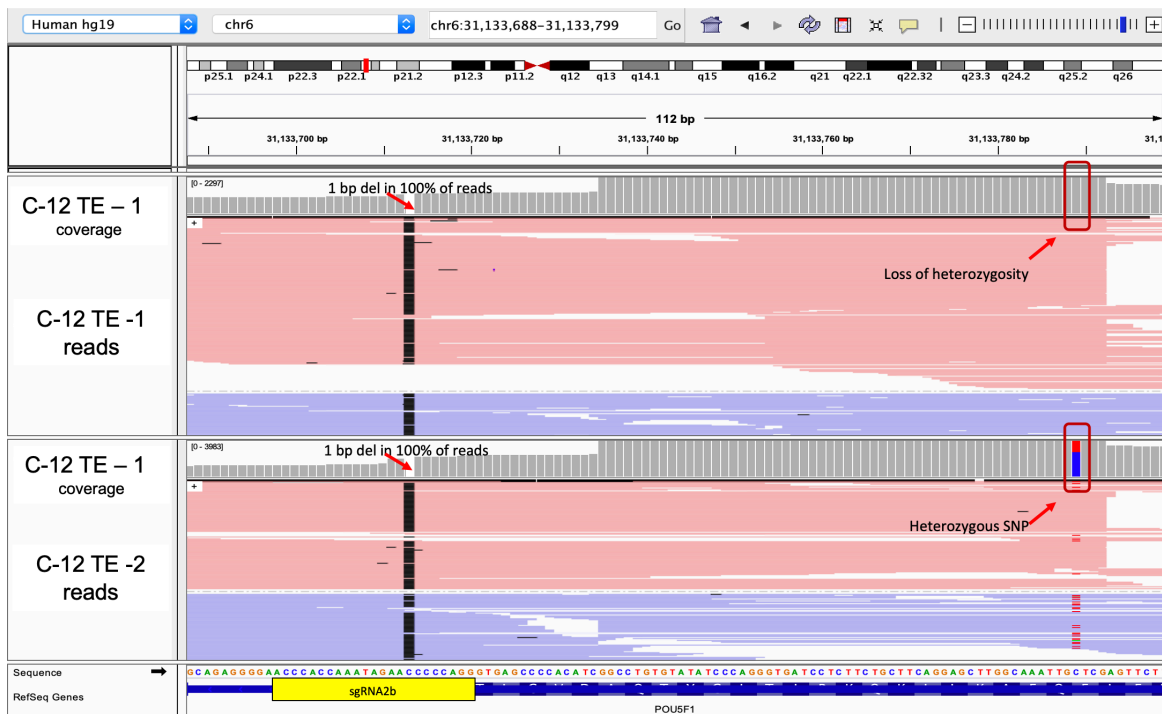 Human hg19 chr6 chr6:31,133,688-31,133,799 Go
p25.1 p24.1 p22.3 p22.1 p21.2 p12.3 p11.2 q12 q13 q14.1 q15 q16.2 q21 q22.1 q22.32 q23.3 q24.2 q25.2 q26
112 bp
31,133,700 bp 31,133,720 bp 31,133,740 bp 31,133,760 bp 31,133,780 bp 31,1
[0 - 2297]
1 bp del in 100% of reads
C-12 TE – 1
coverage
Loss of heterozygosity
C-12 TE -1
reads
[0 - 3983]
1 bp del in 100% of reads
C-12 TE – 1
coverage
Heterozygous SNP
C-12 TE -2
reads
Sequence
GCAGAGGGGAACCCACCAAATAGAACCCCCAGGGTGAGCCCCACATCGGCCTGTGTATATCCCAGGGTGATCCTCTTCTGCTTCAGGAGCTTGGCAAATTGCTCGAGTTCT
RefSeq Genes
sgRNA2b
POU5F1